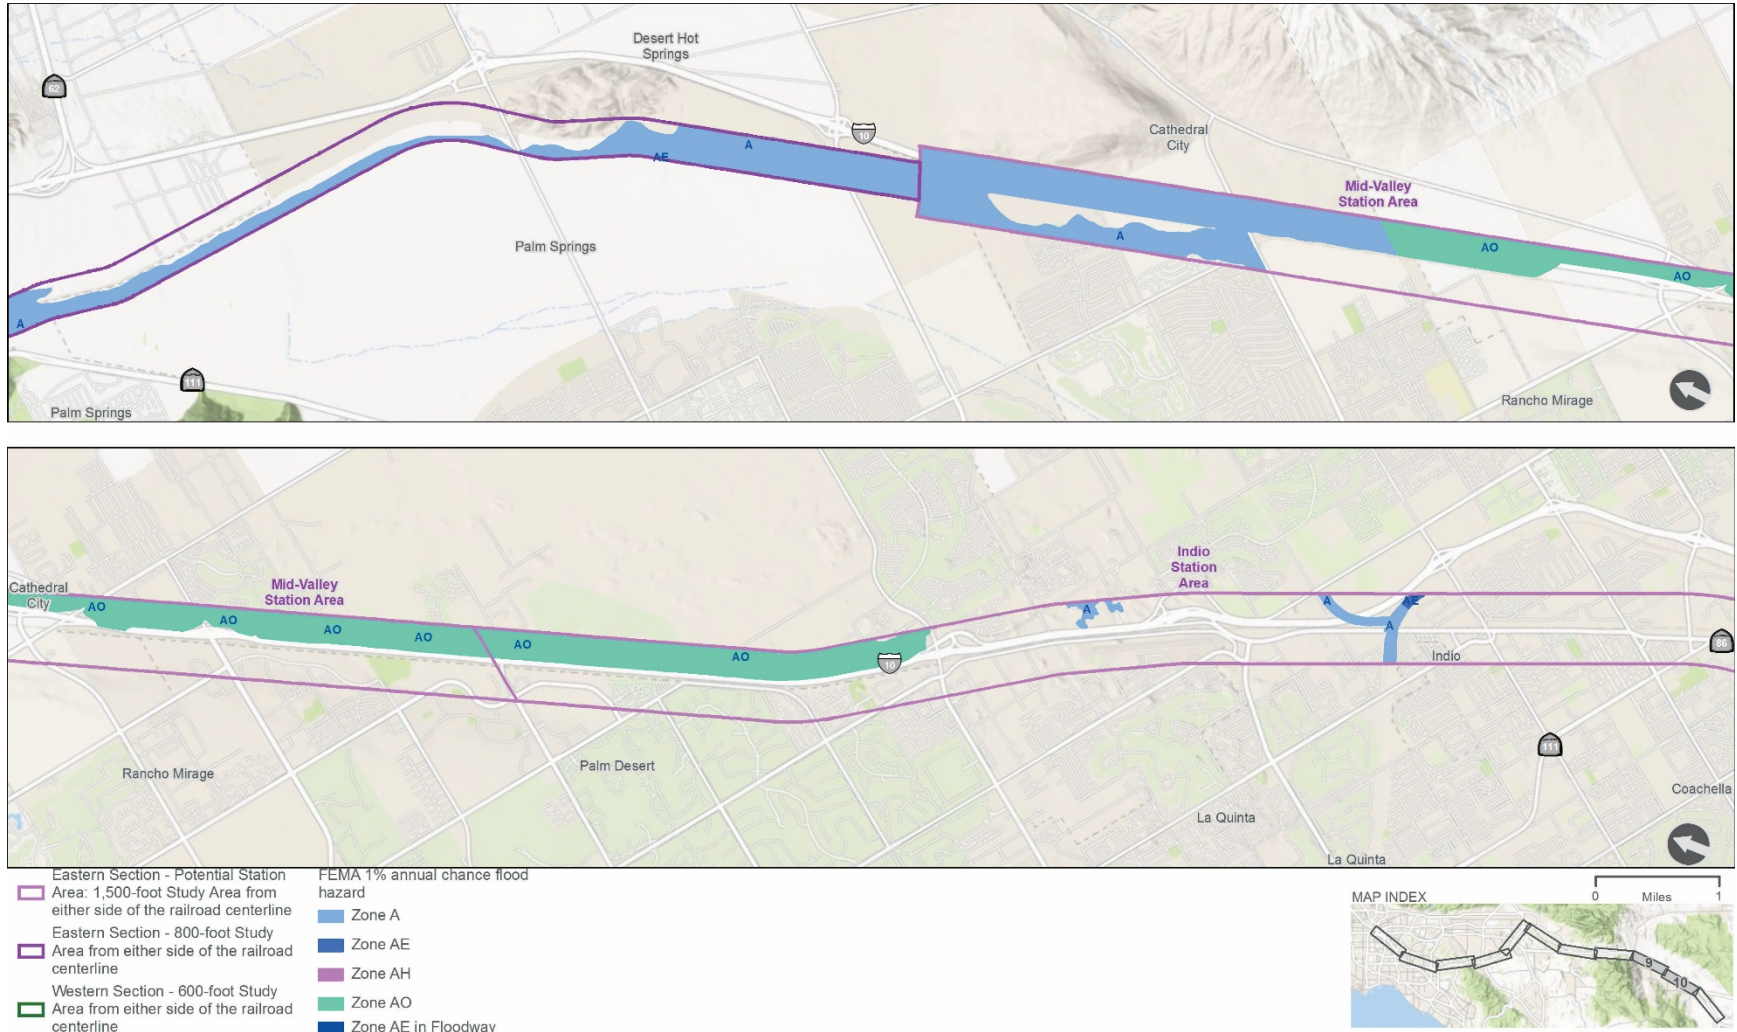 62
Desert Hot
Springs
10
Cathedral
City
A
AE
Mid-Valley
Station Area
A
AO
Palm Springs
AO
A
111
Palm Springs
Rancho Mirage
Cathedral
City
AO
Mid-Valley
Station Area
AO
AO
AO
AO
AO
10
Indio
Station
Area
A
A
AE
A
Indio
86
Rancho Mirage
Palm Desert
111
Coachella
La Quinta
La Quinta
Eastern Section - Potential Station
Area: 1,500-foot Study Area from
either side of the railroad centerline
Eastern Section - 800-foot Study
Area from either side of the railroad
centerline
Western Section - 600-foot Study
Area from either side of the railroad
centerline
FEMA 1% annual chance flood
hazard
Zone A
Zone AE
Zone AH
Zone AO
Zone AE in Floodway
0 Miles 1
MAP INDEX
9
10